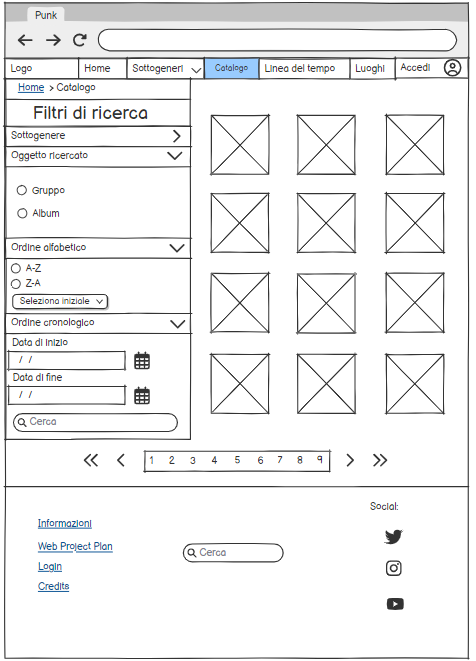 Punk
Logo
Home
Sottogeneri
Catalogo
Linea del tempo
Luoghi
Accedi
Home > Catalogo
Filtri di ricerca
Sottogenere
Oggetto ricercato
Gruppo
Album
Ordine alfabetico
A-Z
Z-A
Seleziona iniziale
Ordine cronologico
Data di inizio
/ /
Data di fine
/ /
Cerca
1 2 3 4 5 6 7 8 9
Informazioni
Web Project Plan
Login
Credits
Cerca
Social: